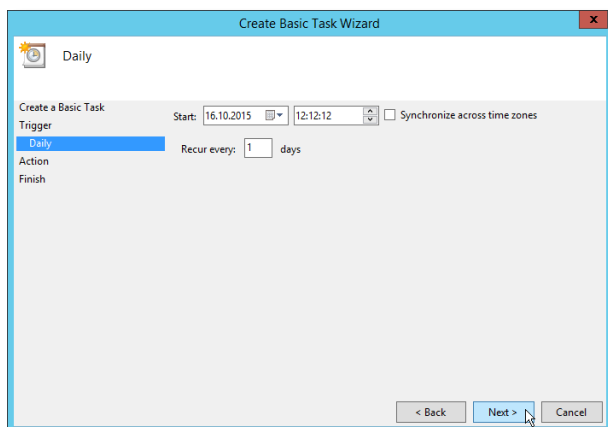 Create Basic Task Wizard
x
Daily
Create a Basic Task
Trigger
Daily
Action
Finish
Start: 16.10.2015 12:12:12 Synchronize across time zones
Recur every: 1 days
< Back Next > Cancel